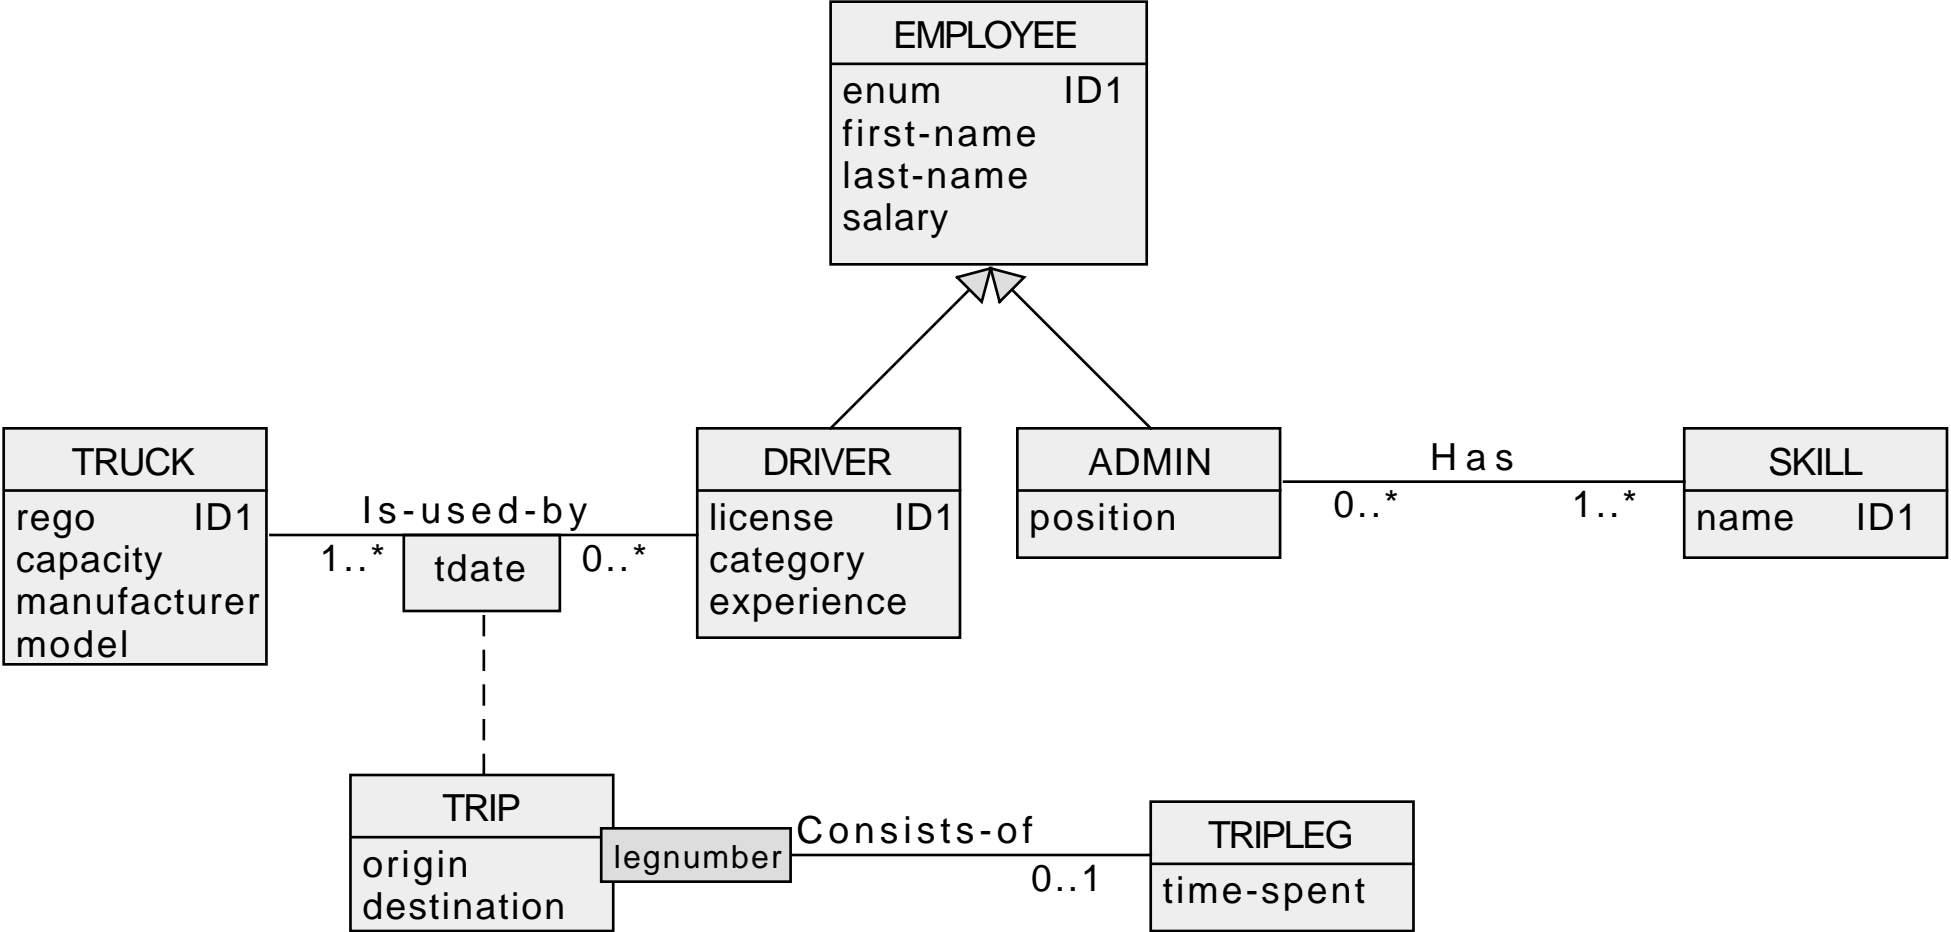 EMPLOYEE
enum ID1
first-name
last-name
salary
TRUCK
rego ID1
capacity
manufacturer
model
Is-used-by
1..* 0..*
tdate
DRIVER
license ID1
category
experience
ADMIN
position
Has
0..* 1..*
SKILL
name ID1
TRIP
origin
destination
legnumber
Consists-of
0..1
TRIPLEG
time-spent